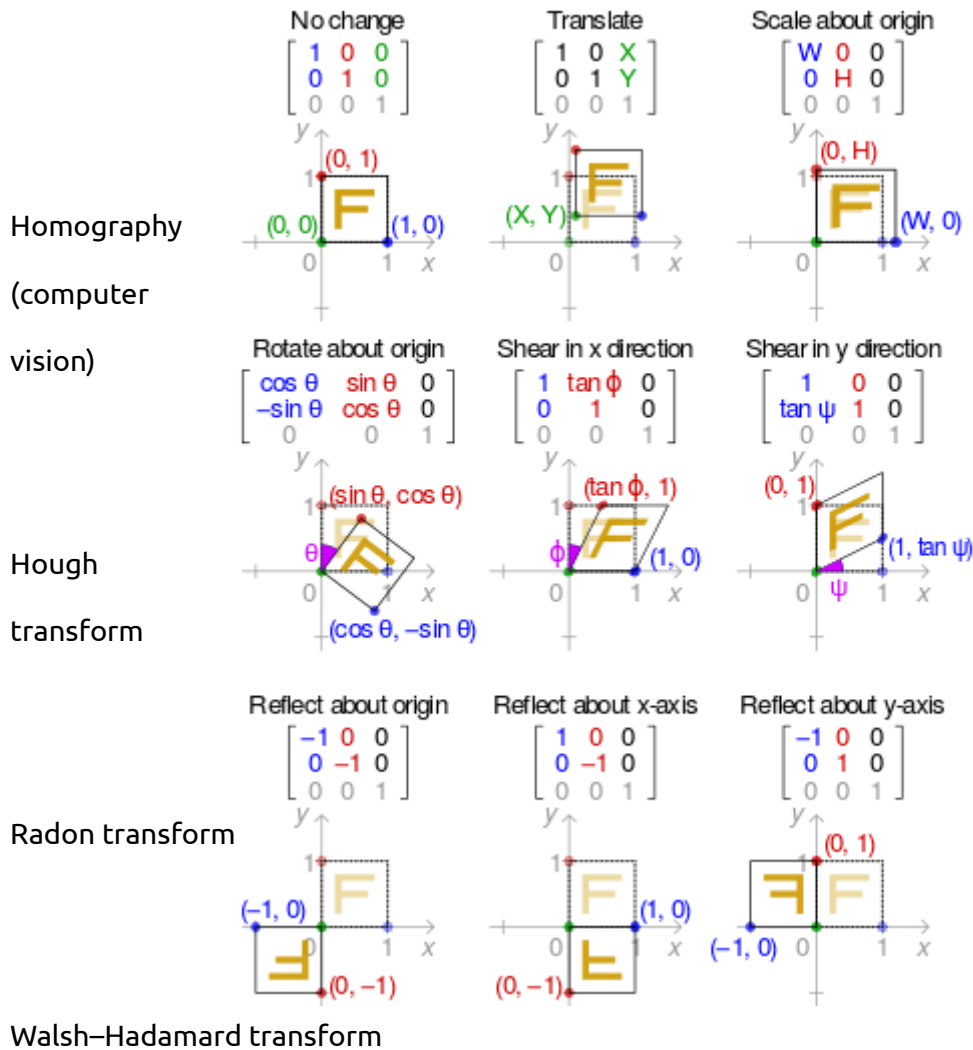 No change Translate Scale about origin
1 0 0 1 0 X W 0 0
0 1 0 0 1 Y 0 H 0
0 0 1 0 0 1 0 0 1
y y y
(0, 1) (0, H)
1 1 1
Homography
(0, 0) (1, 0) (X, Y) (W, 0)
0 1 x 0 1 x 0 1 x
(computer
vision)
Rotate about origin Shear in x direction Shear in y direction
cos θ sin θ 0 1 tan ϕ 0 1 0 0
−sin θ cos θ 0 0 1 0 tan ψ 1 0
0 0 1 0 0 1 0 0 1
y y y
(sin θ, cos θ) (tan ϕ, 1) (0, 1)
1 1 1
θ ϕ (1, 0) (1, tan ψ)
Hough
0 1 x 0 1 x 0 ψ 1 x
transform
(cos θ, −sin θ)
Reflect about origin Reflect about x-axis Reflect about y-axis
−1 0 0 1 0 0 −1 0 0
0 −1 0 0 −1 0 0 1 0
0 0 1 0 0 1 0 0 1
y y y
Radon transform
1 1 1 (0, 1)
(−1, 0) (1, 0)
0 1 x 0 1 x (−1, 0) 0 1 x
(0, −1) (0, −1)
Walsh–Hadamard transform